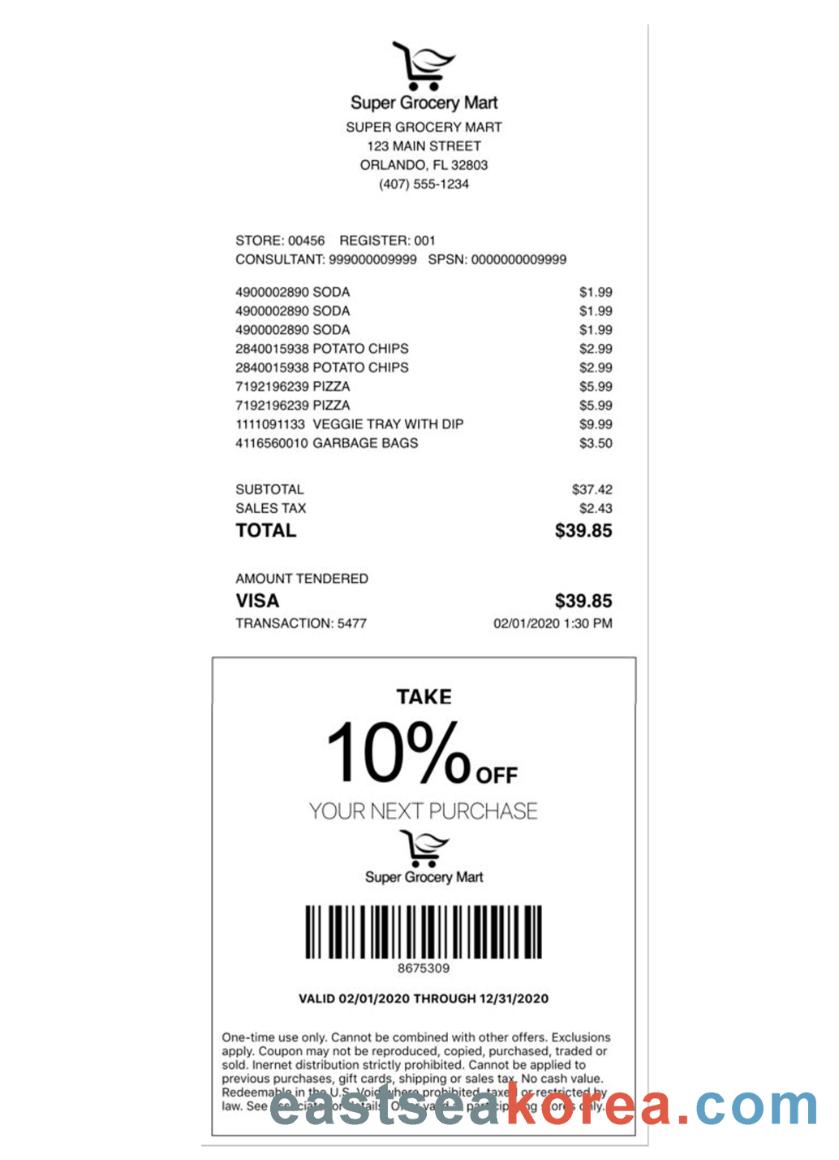 Super Grocery Mart
SUPER GROCERY MART
123 MAIN STREET
ORLANDO, FL 32803
(407) 555-1234
STORE: 00456 REGISTER: 001
CONSULTANT: 999000009999 SPSN: 0000000009999
4900002890 SODA $1.99
4900002890 SODA $1.99
4900002890 SODA $1.99
2840015938 POTATO CHIPS $2.99
2840015938 POTATO CHIPS $2.99
7192196239 PIZZA $5.99
7192196239 PIZZA $5.99
1111091133 VEGGIE TRAY WITH DIP $9.99
4116560010 GARBAGE BAGS $3.50
SUBTOTAL $37.42
SALES TAX $2.43
TOTAL $39.85
AMOUNT TENDERED
VISA $39.85
TRANSACTION: 5477 02/01/2020 1:30 PM
TAKE
10% OFF
YOUR NEXT PURCHASE
Super Grocery Mart
8675309
VALID 02/01/2020 THROUGH 12/31/2020
One-time use only. Cannot be combined with other offers. Exclusions
apply. Coupon may not be reproduced, copied, purchased, traded or
sold. Inernet distribution strictly prohibited. Cannot be applied to
previous purchases, gift cards, shipping or sales tax. No cash value.
Redeemable in the U.S. Void where prohibited, taxed or restricted by
law. See associate for details. Offer valid at participating stores only.
eastseakorea.com